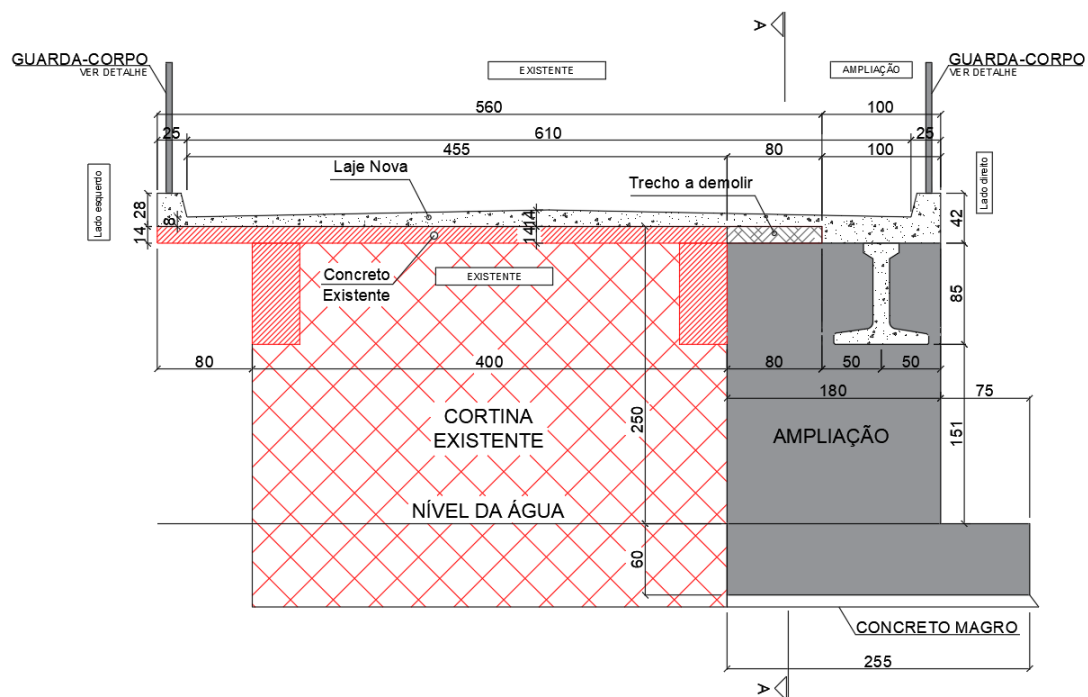 A
GUARDA-CORPO
VER DETALHE
EXISTENTE
AMPLIAÇÃO
GUARDA-CORPO
VER DETALHE
560
100
25
610
25
455
80
100
Lado esquerdo
Laje Nova
Trecho a demolir
Lado direito
28
8
14
42
14
14
Concreto
Existente
EXISTENTE
85
80
400
80
50
50
180
75
250
CORTINA
EXISTENTE
AMPLIAÇÃO
151
NÍVEL DA ÁGUA
60
CONCRETO MAGRO
255
A